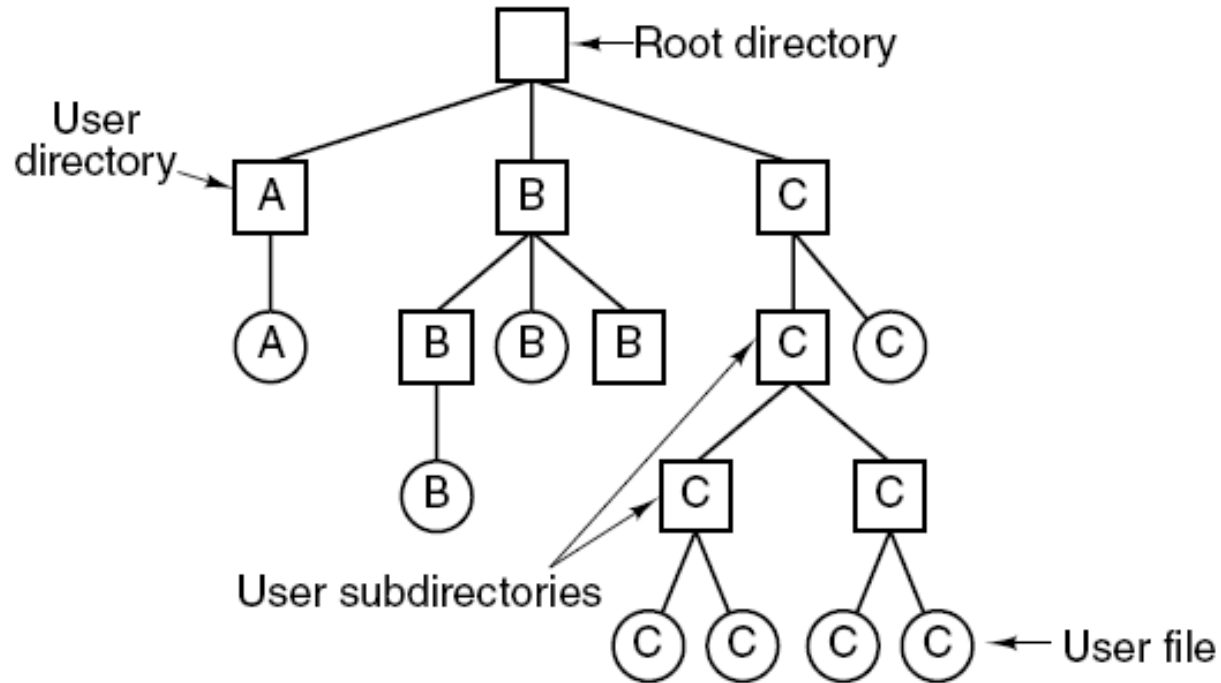 Root directory
User
directory
A
B
C
A
B
B
B
C
C
B
C
C
User subdirectories
C
C
C
C
User file